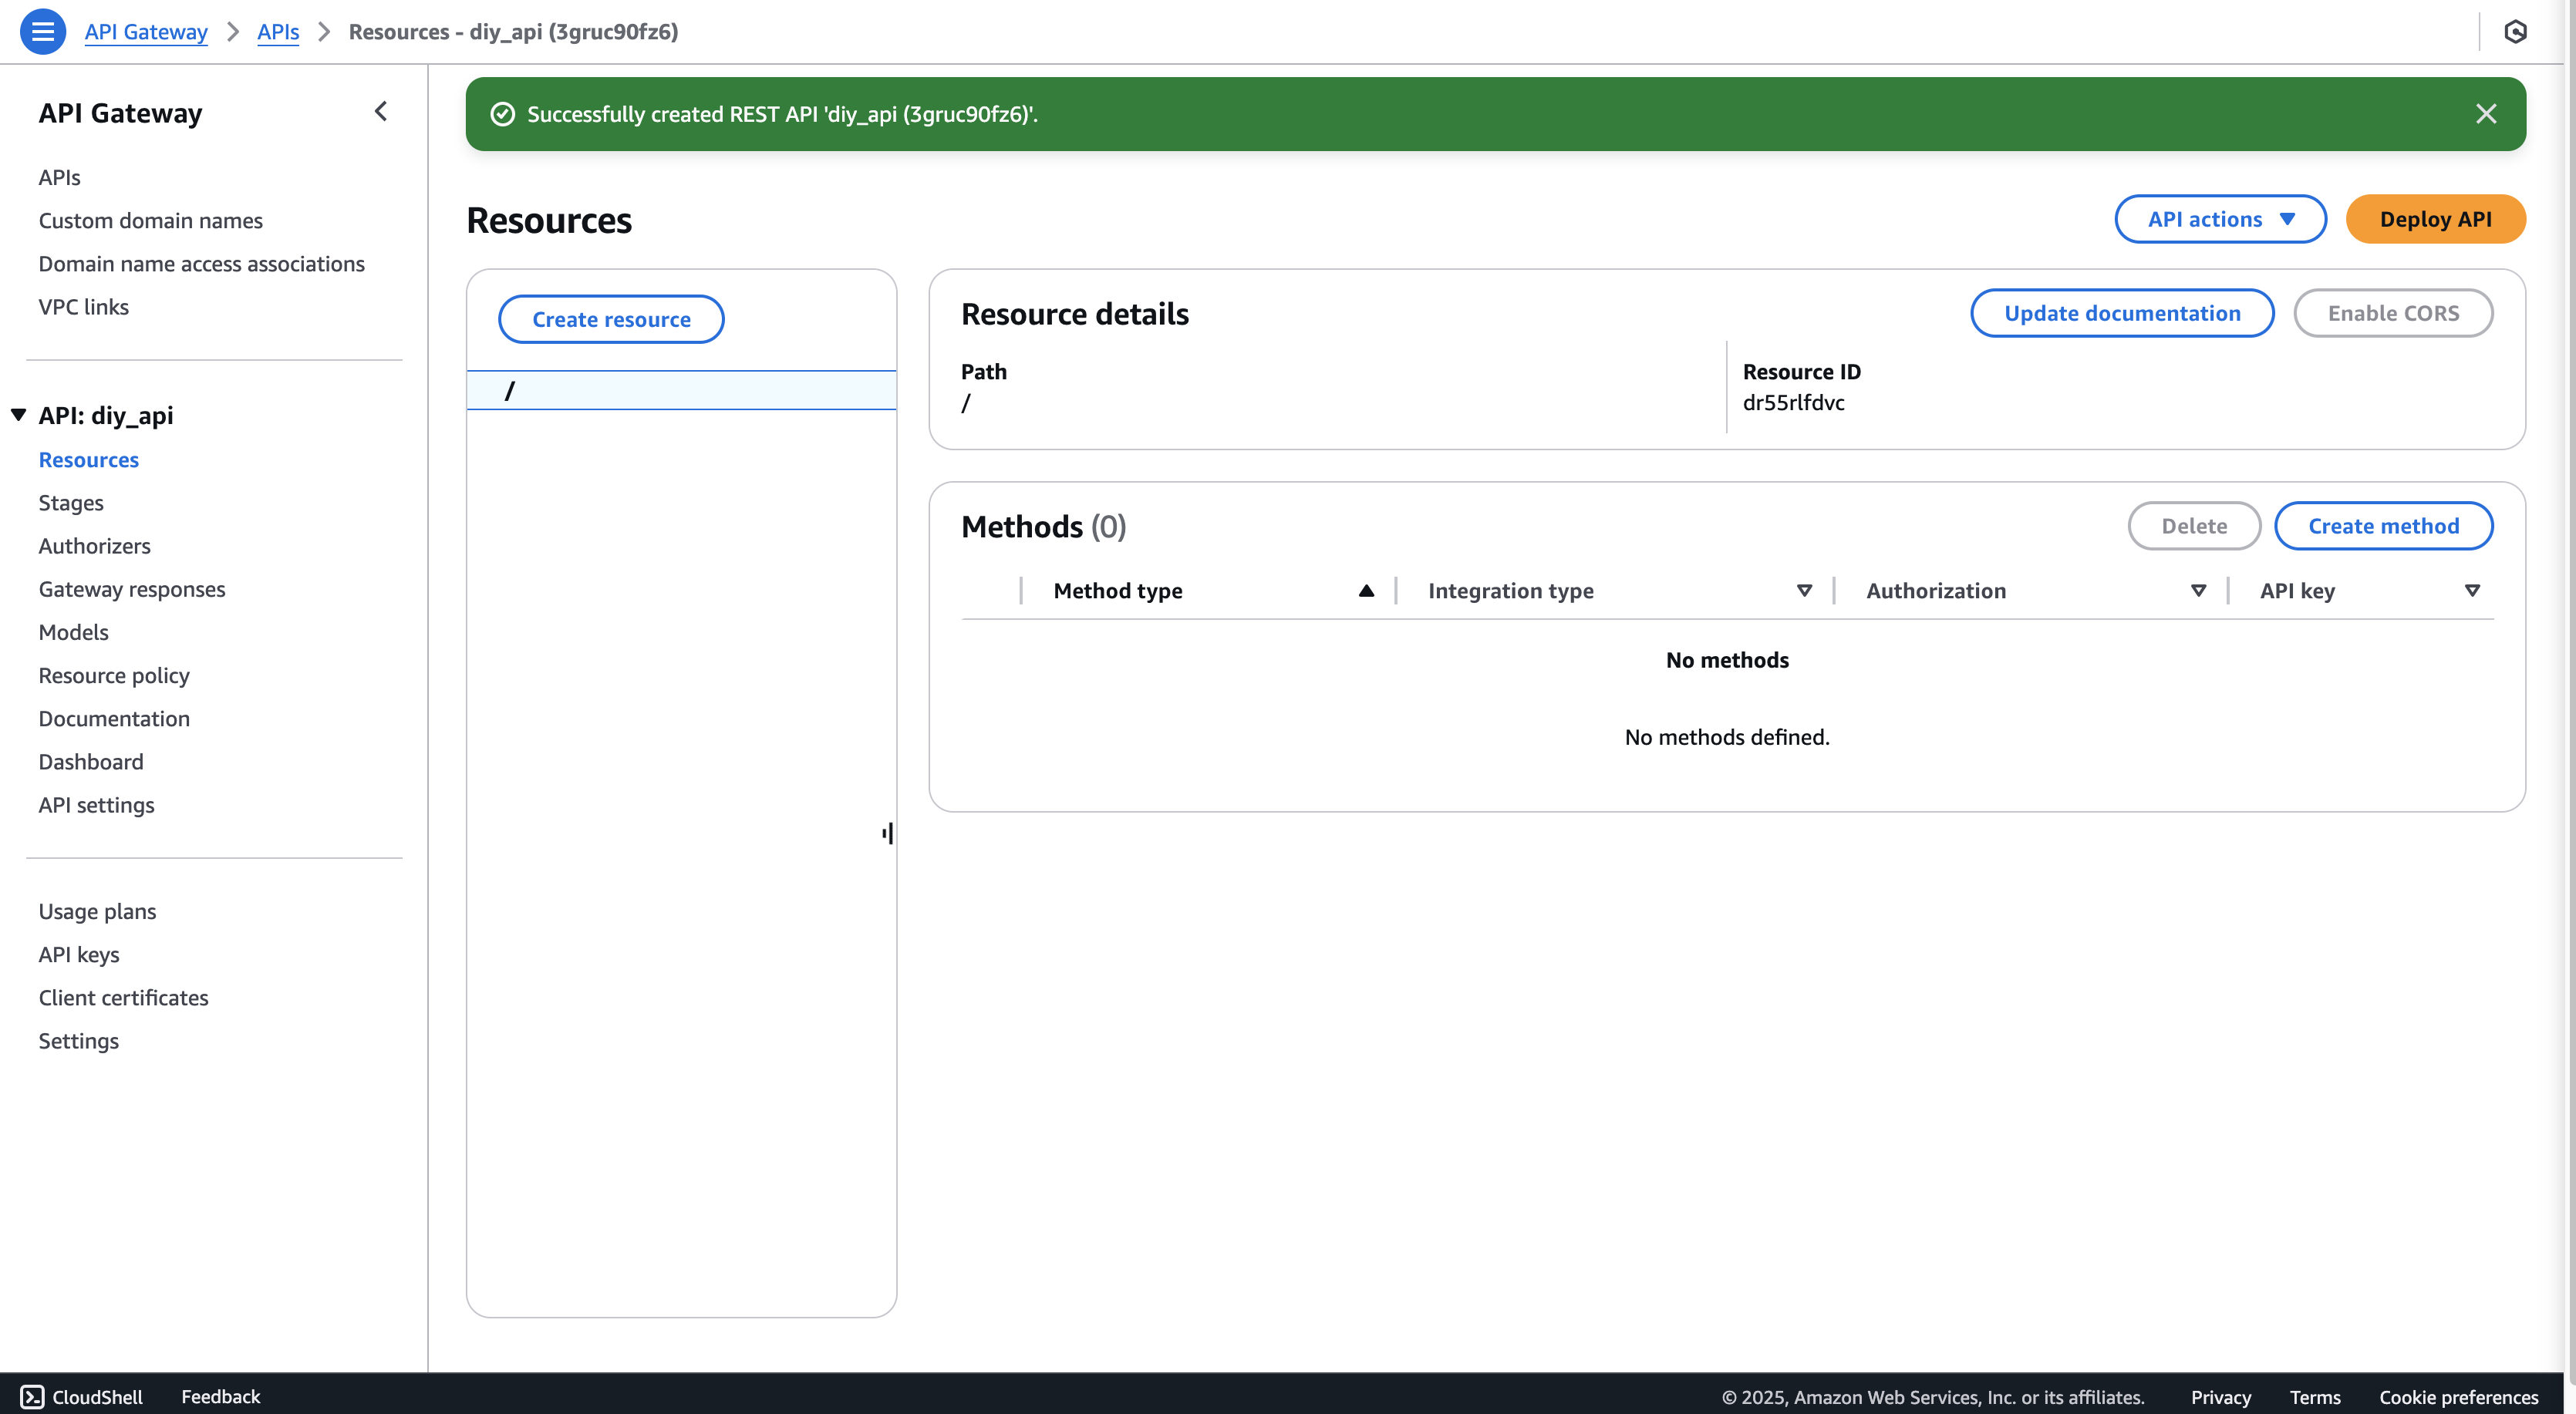 API Gateway > APIs > Resources - diy_api (3gruc90fz6)
API Gateway
APIs
Custom domain names
Domain name access associations
VPC links
API: diy_api
Resources
Stages
Authorizers
Gateway responses
Models
Resource policy
Documentation
Dashboard
API settings
Usage plans
API keys
Client certificates
Settings
Successfully created REST API 'diy_api (3gruc90fz6)'.
Resources
API actions
Deploy API
Create resource
/
Resource details
Update documentation
Enable CORS
Path
/
Resource ID
dr55rlfdvc
Methods (0)
Delete
Create method
Method type
Integration type
Authorization
API key
No methods
No methods defined.
CloudShell
Feedback
© 2025, Amazon Web Services, Inc. or its affiliates.
Privacy
Terms
Cookie preferences